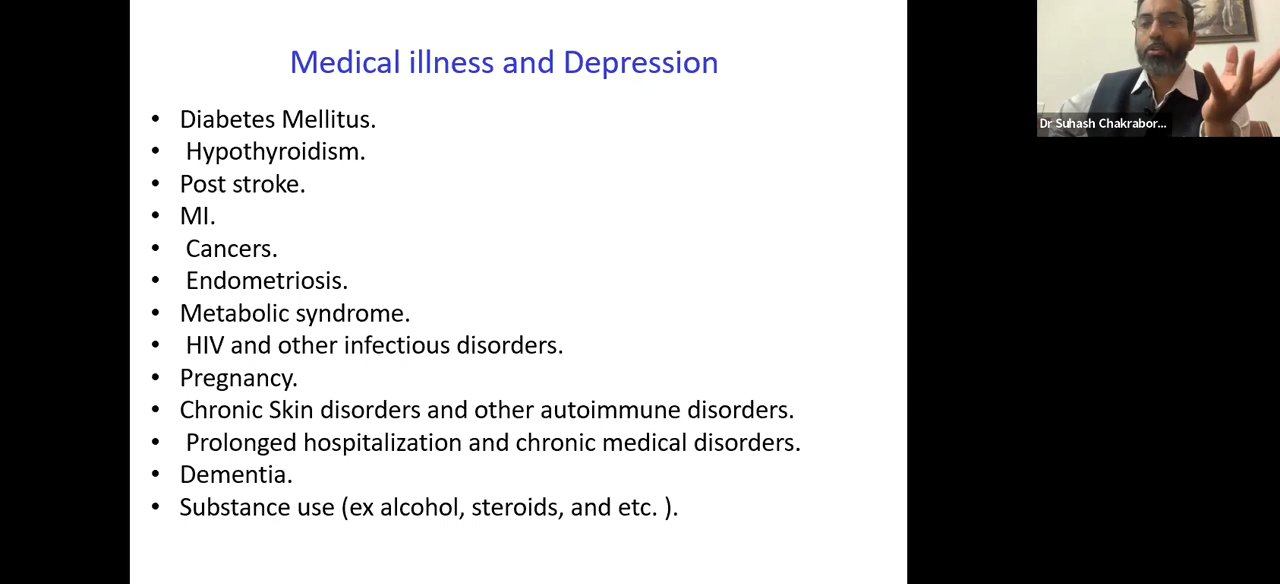 Medical illness and Depression
• Diabetes Mellitus.
• Hypothyroidism.
• Post stroke.
• MI.
• Cancers.
• Endometriosis.
• Metabolic syndrome.
• HIV and other infectious disorders.
• Pregnancy.
• Chronic Skin disorders and other autoimmune disorders.
• Prolonged hospitalization and chronic medical disorders.
• Dementia.
• Substance use (ex alcohol, steroids, and etc. ).
Dr Suhash Chakrabor...